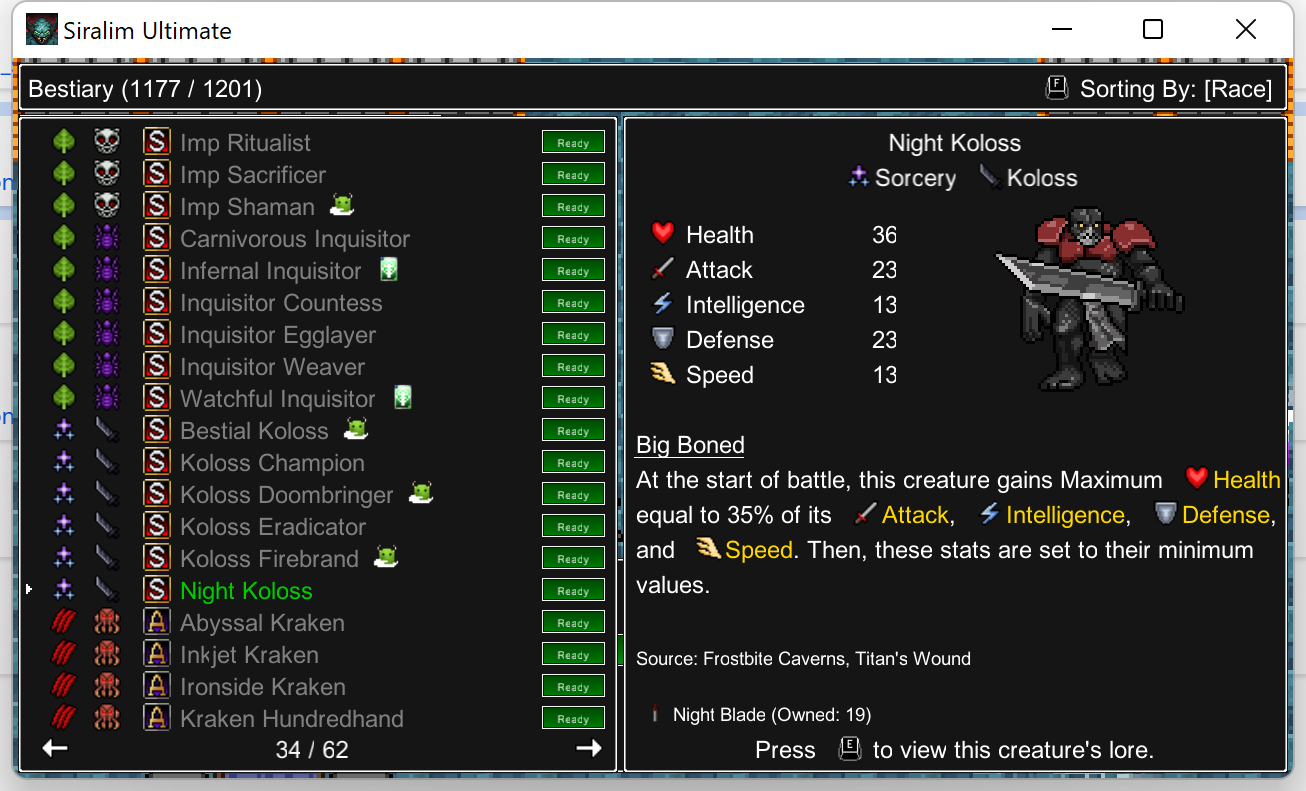 Siralim Ultimate
Bestiary (1177 / 1201)
F Sorting By: [Race]
S Imp Ritualist Ready
S Imp Sacrificer Ready
S Imp Shaman Ready
S Carnivorous Inquisitor Ready
S Infernal Inquisitor Ready
S Inquisitor Countess Ready
S Inquisitor Egglayer Ready
S Inquisitor Weaver Ready
S Watchful Inquisitor Ready
S Bestial Koloss Ready
S Koloss Champion Ready
S Koloss Doombringer Ready
S Koloss Eradicator Ready
S Koloss Firebrand Ready
S Night Koloss Ready
A Abyssal Kraken Ready
A Inkjet Kraken Ready
A Ironside Kraken Ready
A Kraken Hundredhand Ready
34 / 62
Night Koloss
Sorcery Koloss
Health 36
Attack 23
Intelligence 13
Defense 23
Speed 13
Big Boned
At the start of battle, this creature gains Maximum Health
equal to 35% of its Attack, Intelligence, Defense,
and Speed. Then, these stats are set to their minimum
values.
Source: Frostbite Caverns, Titan's Wound
Night Blade (Owned: 19)
Press E to view this creature's lore.